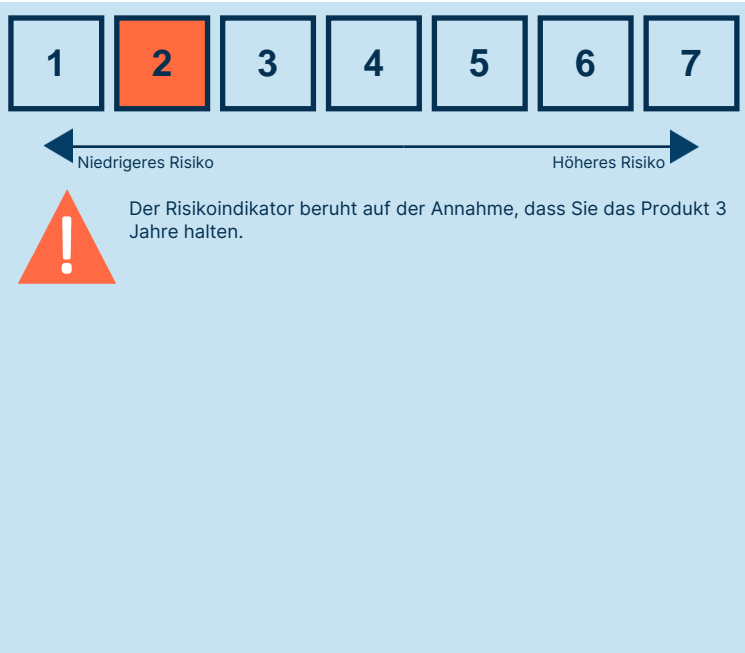 1 2 3 4 5 6 7
Niedrigeres Risiko Höheres Risiko
Der Risikoindikator beruht auf der Annahme, dass Sie das Produkt 3
Jahre halten.
!